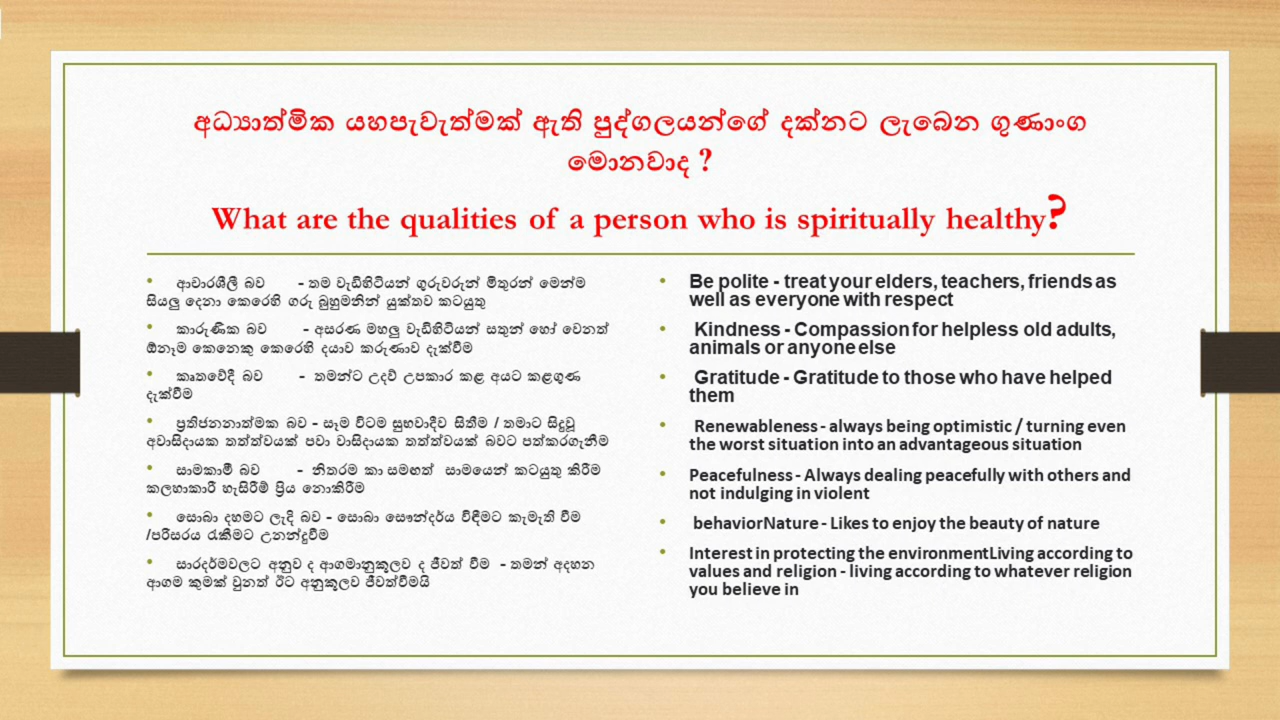 අධ්‍යාත්මික යහපැවැත්මක් ඇති පුද්ගලයන්ගේ දක්නට ලැබෙන ගුණාංග
මොනවාද ?
What are the qualities of a person who is spiritually healthy?
• ආචාරශීලී බව - තම වැඩිහිටියන් ගුරුවරුන් මිතුරන් මෙන්ම
සියලු දෙනා කෙරෙහි ගරු බුහුමනින් යුක්තව කටයුතු
• කාරුණික බව - අසරණ මහලු වැඩිහිටියන් සතුන් හෝ වෙනත්
ඕනෑම කෙනෙකු කෙරෙහි දයාව කරුණාව දැක්වීම
• කෘතවේදී බව - තමන්ට උදව් උපකාර කළ අයට කළගුණ
දැක්වීම
• ප්‍රතිජනනාත්මක බව - සෑම විටම සුභවාදීව සිතීම / තමාට සිදුවූ
අවාසිදායක තත්ත්වයක් පවා වාසිදායක තත්ත්වයක් බවට පත්කරගැනීම
• සාමකාමී බව - නිතරම කා සමඟත් සාමයෙන් කටයුතු කිරීම
කලහාකාරී හැසිරීම් ප්‍රිය නොකිරීම
• සොබා දහමට ලැදි බව - සොබා සෞන්දර්ය විඳීමට කැමැති වීම
/පරිසරය රැකීමට උනන්දුවීම
• සාරදර්මවලට අනුව ද ආගමානුකූලව ද ජීවත් වීම - තමන් අදහන
ආගම කුමක් වුනත් ඊට අනුකූලව ජීවත්වීමයි
• Be polite - treat your elders, teachers, friends as
well as everyone with respect
• Kindness - Compassion for helpless old adults,
animals or anyone else
• Gratitude - Gratitude to those who have helped
them
• Renewableness - always being optimistic / turning even
the worst situation into an advantageous situation
• Peacefulness - Always dealing peacefully with others and
not indulging in violent
• behaviorNature - Likes to enjoy the beauty of nature
• Interest in protecting the environmentLiving according to
values and religion - living according to whatever religion
you believe in